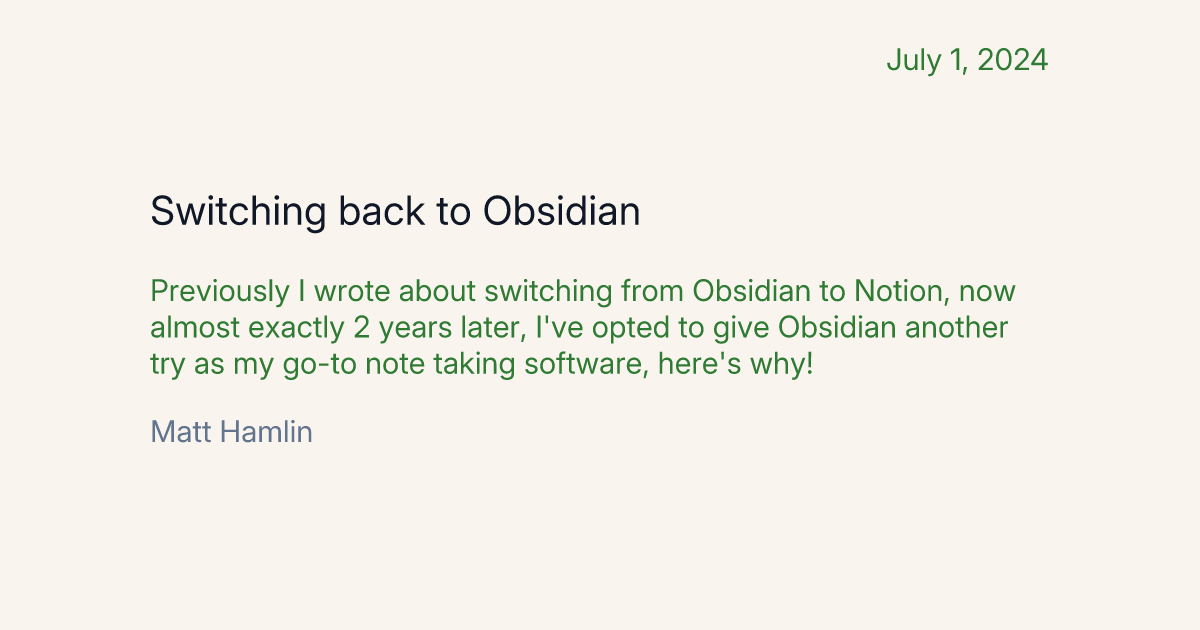 July 1, 2024
Switching back to Obsidian
Previously I wrote about switching from Obsidian to Notion, now
almost exactly 2 years later, I've opted to give Obsidian another
try as my go-to note taking software, here's why!
Matt Hamlin